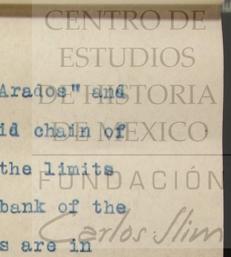 CENTRO DE
ESTUDIOS
Arados" and
DE HISTORIA
id chain of
DE MEXICO
the limits
FUNDACIÓN
bank of the
Carlos Slim
s are in